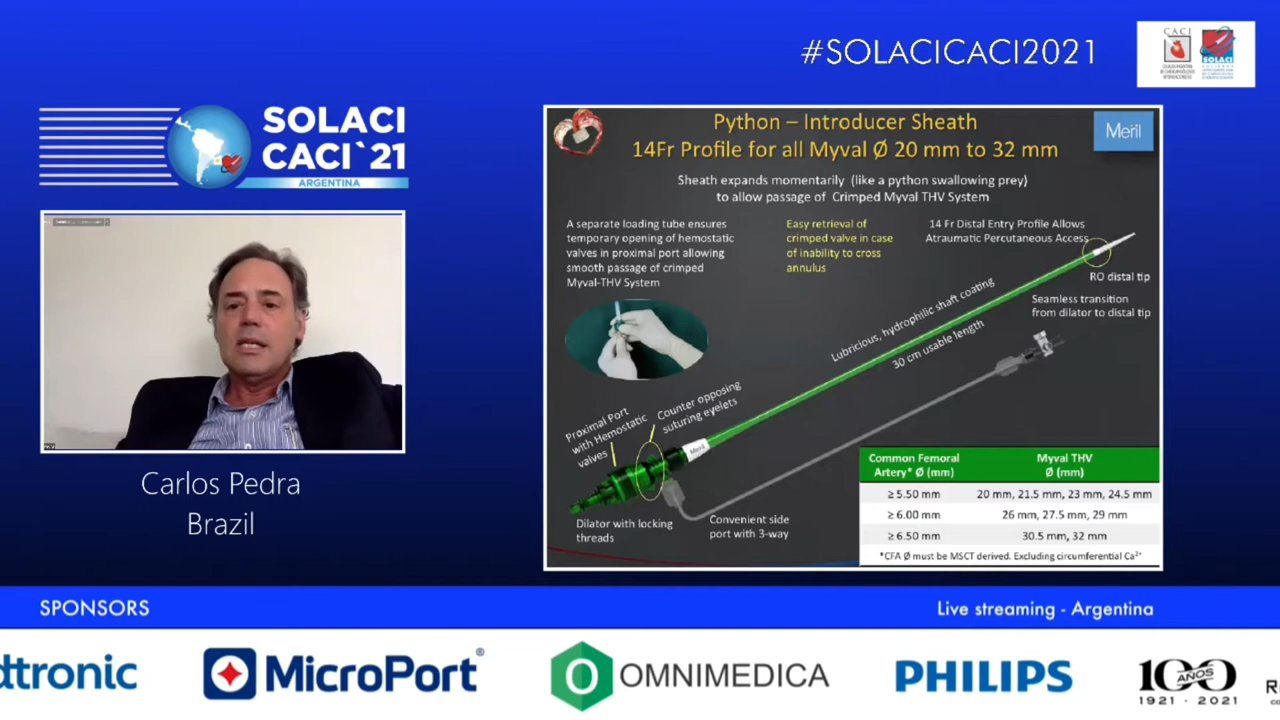 #SOLACICACI2021
CACI
SOLACI
SOLACI
CACI`21
ARGENTINA
Carlos Pedra
Brazil
Python – Introducer Sheath
14Fr Profile for all Myval Ø 20 mm to 32 mm
Meril
Sheath expands momentarily (like a python swallowing prey)
to allow passage of Crimped Myval THV System
A separate loading tube ensures
temporary opening of hemostatic
valves in proximal port allowing
smooth passage of crimped
Myval-THV System
Easy retrieval of
crimped valve in case
of inability to cross
annulus
14 Fr Distal Entry Profile Allows
Atraumatic Percutaneous Access
RO distal tip
Seamless transition
from dilator to distal tip
Lubricious, hydrophilic shaft coating
30 cm usable length
Proximal Port
with Hemostatic
valves
Counter opposing
suturing eyelets
Meril
Dilator with locking
threads
Convenient side
port with 3-way
Common Femoral
Artery* Ø (mm)
Myval THV
Ø (mm)
≥ 5.50 mm
20 mm, 21.5 mm, 23 mm, 24.5 mm
≥ 6.00 mm
26 mm, 27.5 mm, 29 mm
≥ 6.50 mm
30.5 mm, 32 mm
*CFA Ø must be MSCT derived. Excluding circumferential Ca²⁺
SPONSORS
Live streaming - Argentina
dtronic
MicroPort®
OMNIMEDICA
PHILIPS
100
AÑOS
1921 - 2021